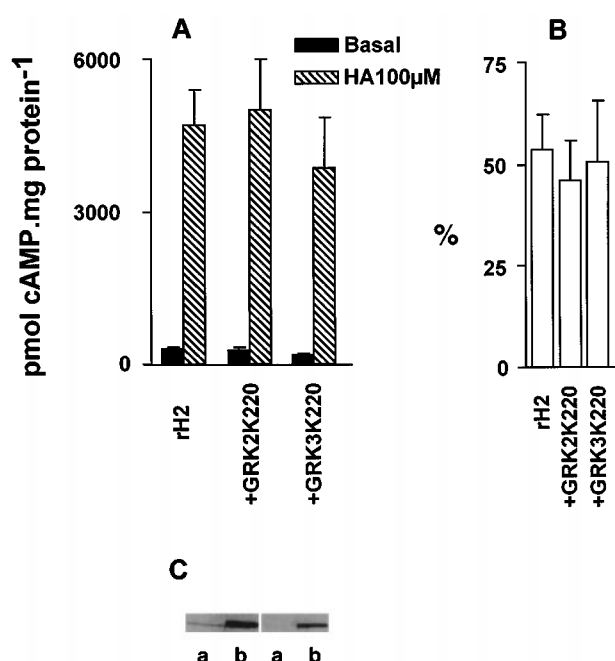 A
B
Basal
HA100µM
pmol cAMP.mg protein-1
6000
3000
0
rH2
+GRK2K220
+GRK3K220
%
75
50
25
0
rH2
+GRK2K220
+GRK3K220
C
a b a b